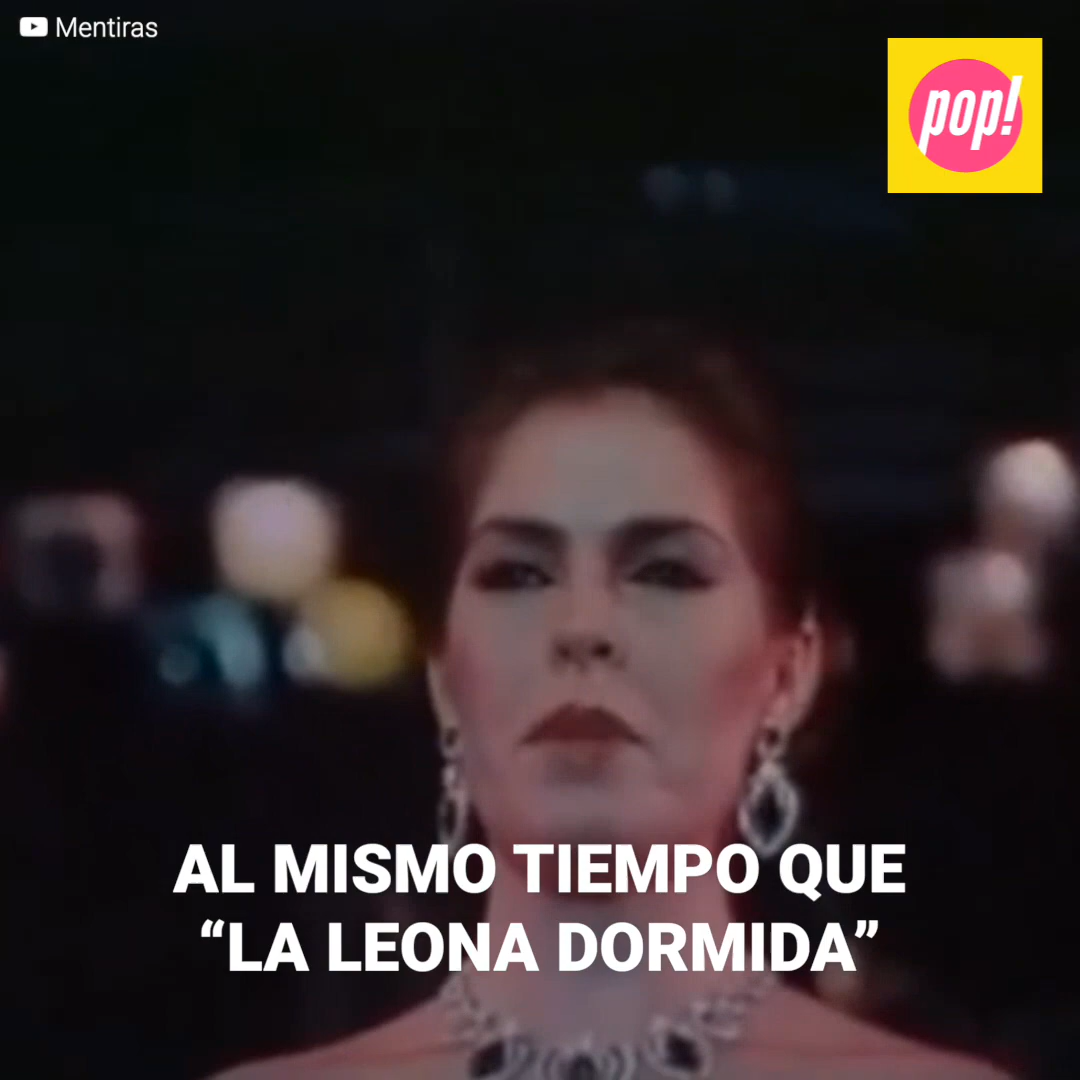 Mentiras
pop!
AL MISMO TIEMPO QUE
“LA LEONA DORMIDA”